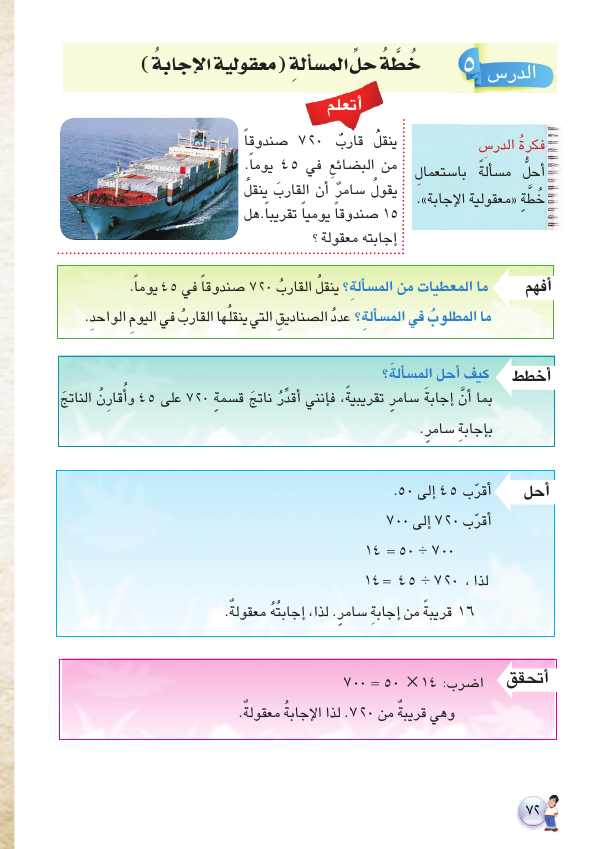 الدرس ٥
خُطَّةُ حلِّ المسألةِ (معقولية الإجابةُ)
أتعلم
فكرةُ الدرس
أحلُّ مسألةً باستعمالِ
خُطَّةِ «معقولية الإجابة».
ينقلُ قاربٌ ٧٢٠ صندوقاً
من البضائعِ في ٤٥ يوماً.
يقولُ سامرٌ أن القاربَ ينقلُ
١٥ صندوقاً يومياً تقريباً. هل
إجابته معقولة ؟
أفهم
ما المعطيات من المسألةِ؟ ينقلُ القاربُ ٧٢٠ صندوقاً في ٤٥ يوماً.
ما المطلوبُ في المسألةِ؟ عددُ الصناديقِ التي ينقلُها القاربُ في اليومِ الواحدِ.
أخطط
كيف أحل المسألةَ؟
بما أنَّ إجابةَ سامرٍ تقريبيةً، فإنني أقدِّرُ ناتجَ قسمةِ ٧٢٠ على ٤٥ وأُقارنُ الناتجَ
بإجابةِ سامرٍ.
أحل
أقرّب ٤٥ إلى ٥٠.
أقرّب ٧٢٠ إلى ٧٠٠
٧٠٠ ÷ ٥٠ = ١٤
لذا ، ٧٢٠ ÷ ٤٥ = ١٤
١٦ قريبةً من إجابةِ سامرٍ. لذا، إجابتُهُ معقولةٌ.
أتحقق
اضرب: ١٤ × ٥٠ = ٧٠٠
وهي قريبةٌ من ٧٢٠. لذا الإجابةُ معقولةٌ.
٧٢